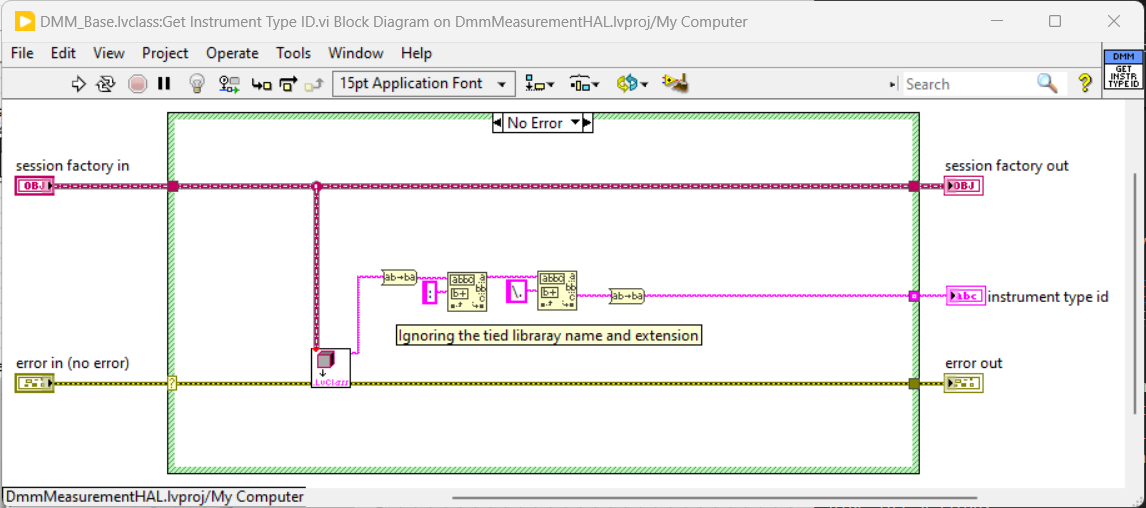 DMM_Base.lvclass:Get Instrument Type ID.vi Block Diagram on DmmMeasurementHAL.lvproj/My Computer
File Edit View Project Operate Tools Window Help
DMM
GET
INSTR
TYPE ID
15pt Application Font
Search
No Error
session factory in
OBJ
session factory out
OBJ
ab→ba
abbc
b+
a
bb
c
:
abbc
b+
a
bb
c
\.
ab→ba
abc
instrument type id
Ignoring the tied libraray name and extension
error in (no error)
?
LvClass
error out
DmmMeasurementHAL.lvproj/My Computer